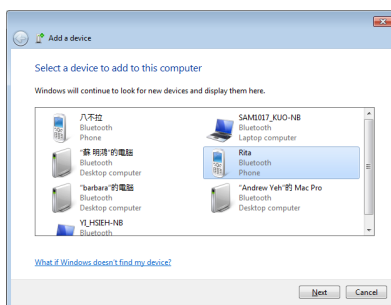 Add a device
Select a device to add to this computer
Windows will continue to look for new devices and display them here.
八不拉
Bluetooth
Phone
SAM1017_KUO-NB
Bluetooth
Laptop computer
"蘇 明鴻"的電腦
Bluetooth
Desktop computer
Rita
Bluetooth
Phone
"barbara"的電腦
Bluetooth
Desktop computer
"Andrew Yeh"的 Mac Pro
Bluetooth
Desktop computer
YI_HSIEH-NB
Bluetooth
What if Windows doesn't find my device?
Next
Cancel